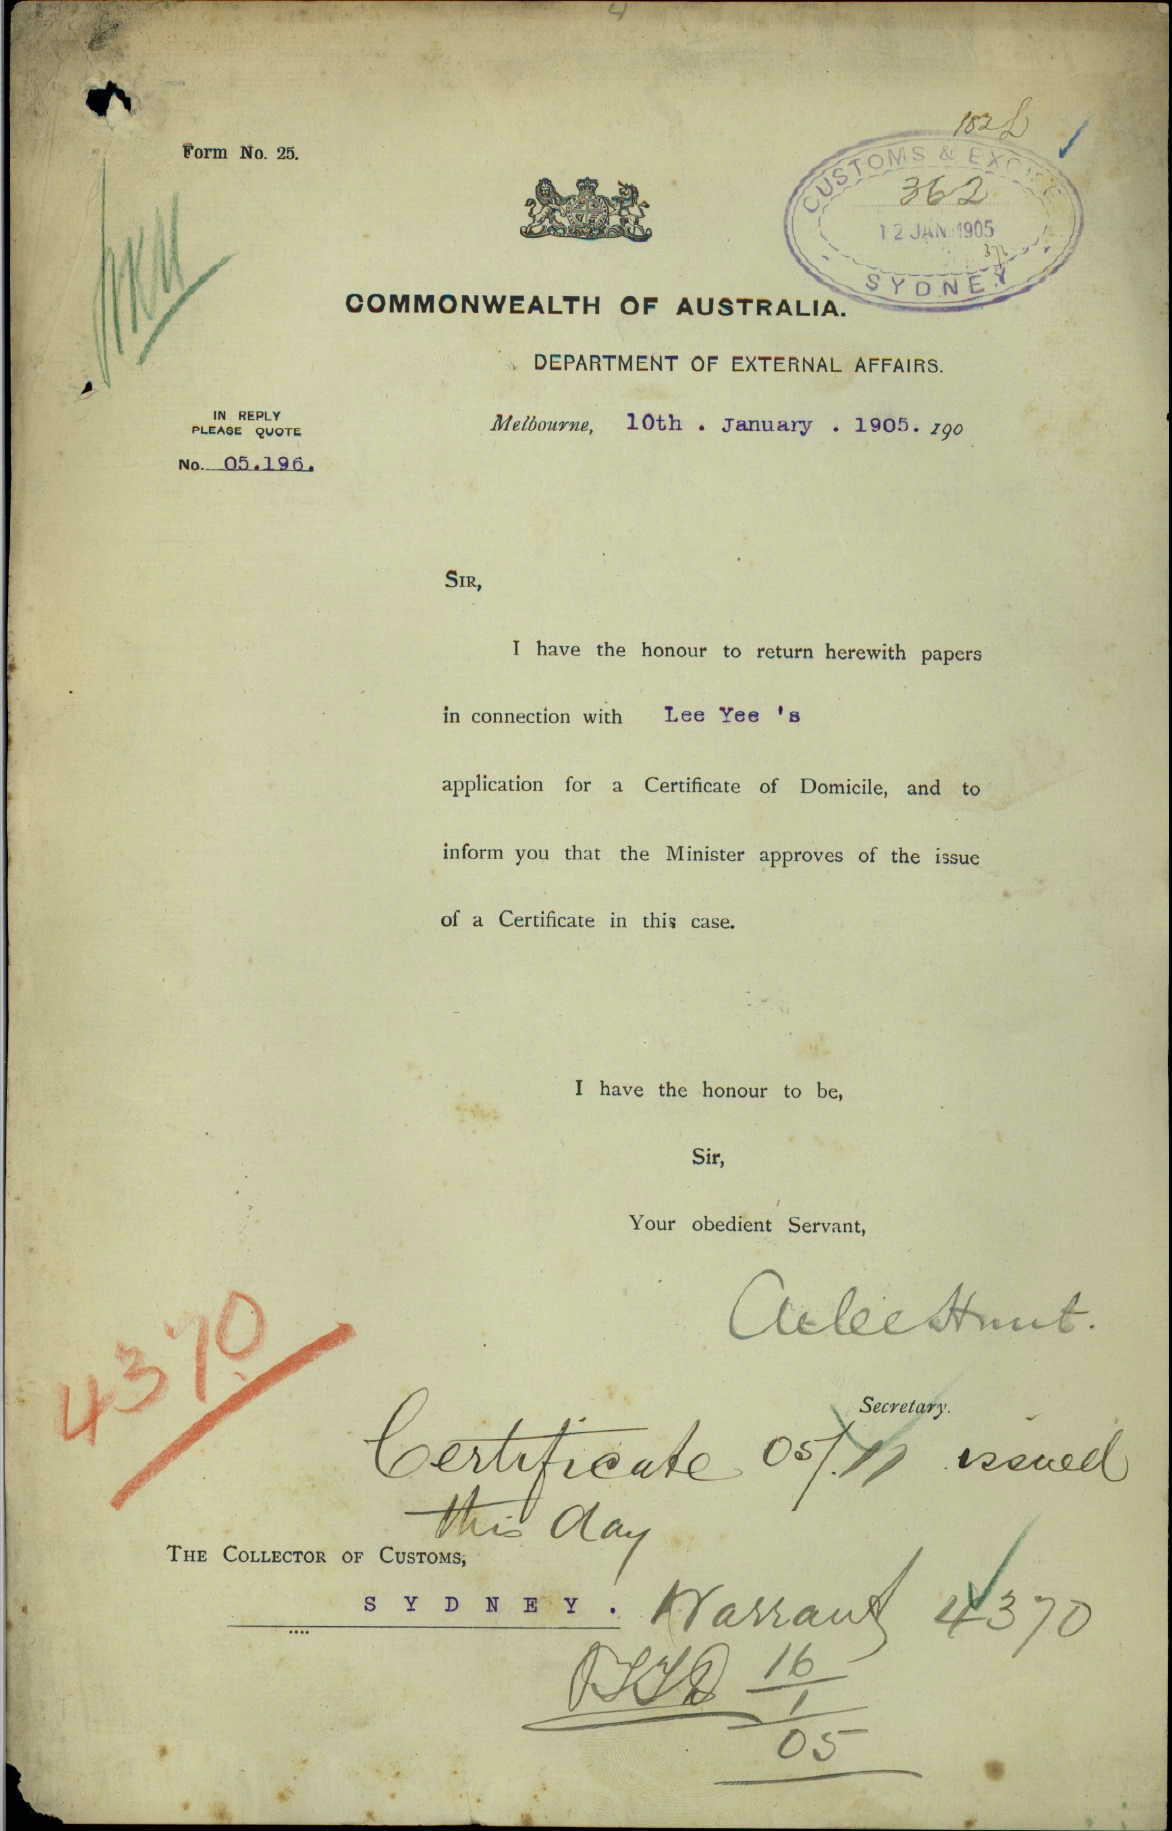 182
Form No. 25.
CUSTOMS & EXCISE
362
12 JAN 1905
SYDNEY
COMMONWEALTH OF AUSTRALIA.
DEPARTMENT OF EXTERNAL AFFAIRS.
IN REPLY
PLEASE QUOTE
No. 05.196.
Melbourne, 10th . January . 1905. 190
SIR,
I have the honour to return herewith papers
in connection with Lee Yee 's
application for a Certificate of Domicile, and to
inform you that the Minister approves of the issue
of a Certificate in this case.
I have the honour to be,
Sir,
Your obedient Servant,
Atlee Hunt.
Secretary.
4370
Certificate 05/11 issued
this day
THE COLLECTOR OF CUSTOMS,
SYDNEY.
Warrant 4370
16
1
05